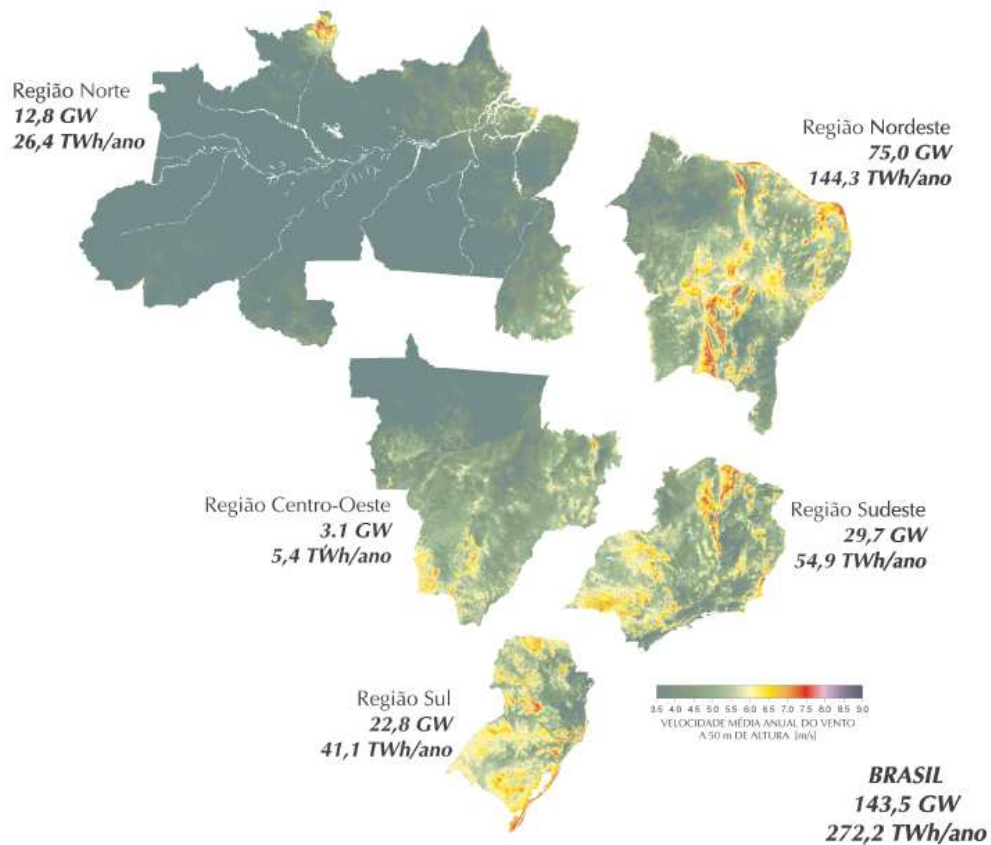 Região Norte
12,8 GW
26,4 TWh/ano
Região Nordeste
75,0 GW
144,3 TWh/ano
Região Centro-Oeste
3.1 GW
5,4 TWh/ano
Região Sudeste
29,7 GW
54,9 TWh/ano
Região Sul
22,8 GW
41,1 TWh/ano
3.5 4.0 4.5 5.0 5.5 6.0 6.5 7.0 7.5 8.0 8.5 9.0
VELOCIDADE MÉDIA ANUAL DO VENTO
A 50 m DE ALTURA [m/s]
BRASIL
143,5 GW
272,2 TWh/ano